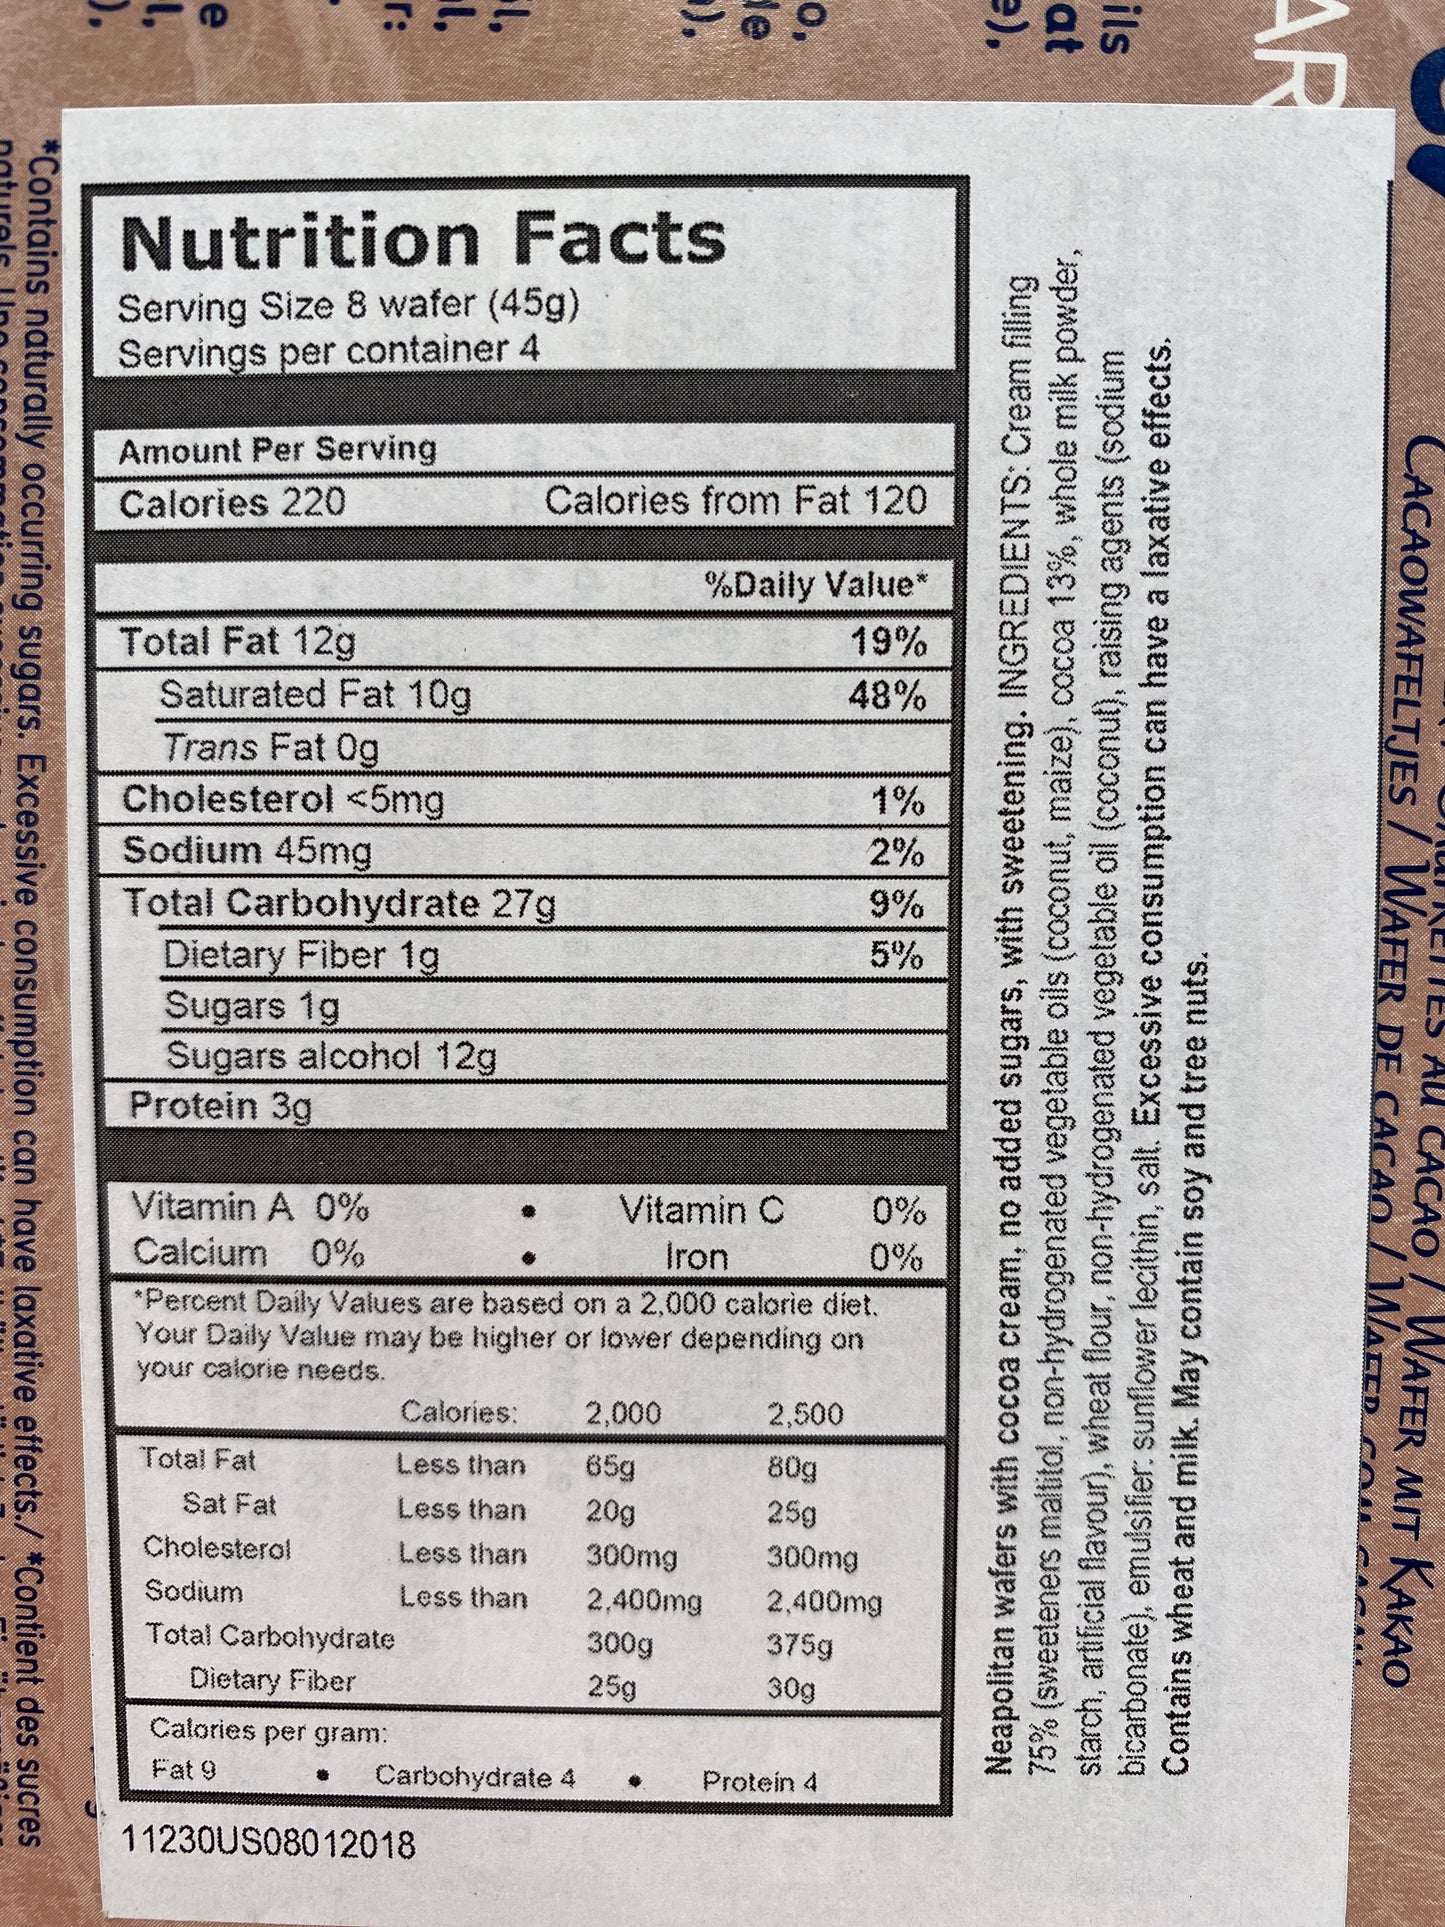 Nutrition Facts
Serving Size 8 wafer (45g)
Servings per container 4
Amount Per Serving
Calories 220 Calories from Fat 120
%Daily Value*
Total Fat 12g 19%
Saturated Fat 10g 48%
Trans Fat 0g
Cholesterol <5mg 1%
Sodium 45mg 2%
Total Carbohydrate 27g 9%
Dietary Fiber 1g 5%
Sugars 1g
Sugars alcohol 12g
Protein 3g
Vitamin A 0% • Vitamin C 0%
Calcium 0% • Iron 0%
*Percent Daily Values are based on a 2,000 calorie diet.
Your Daily Value may be higher or lower depending on
your calorie needs.
Calories: 2,000 2,500
Total Fat Less than 65g 80g
Sat Fat Less than 20g 25g
Cholesterol Less than 300mg 300mg
Sodium Less than 2,400mg 2,400mg
Total Carbohydrate 300g 375g
Dietary Fiber 25g 30g
Calories per gram:
Fat 9 • Carbohydrate 4 • Protein 4
11230US08012018
Neapolitan wafers with cocoa cream, no added sugars, with sweetening. INGREDIENTS: Cream filling
75% (sweeteners maltitol, non-hydrogenated vegetable oils (coconut, maize), cocoa 13%, whole milk powder,
starch, artificial flavour), wheat flour, non-hydrogenated vegetable oil (coconut), raising agents (sodium
bicarbonate), emulsifier: sunflower lecithin, salt. Excessive consumption can have a laxative effects.
Contains wheat and milk. May contain soy and tree nuts.
*Contains naturally occurring sugars. Excessive consumption can have laxative effects./ *Contient des sucres
AU CACAO / WAFER MIT KAKAO
CACAOWAFELTJES / WAFER DE CACAO /